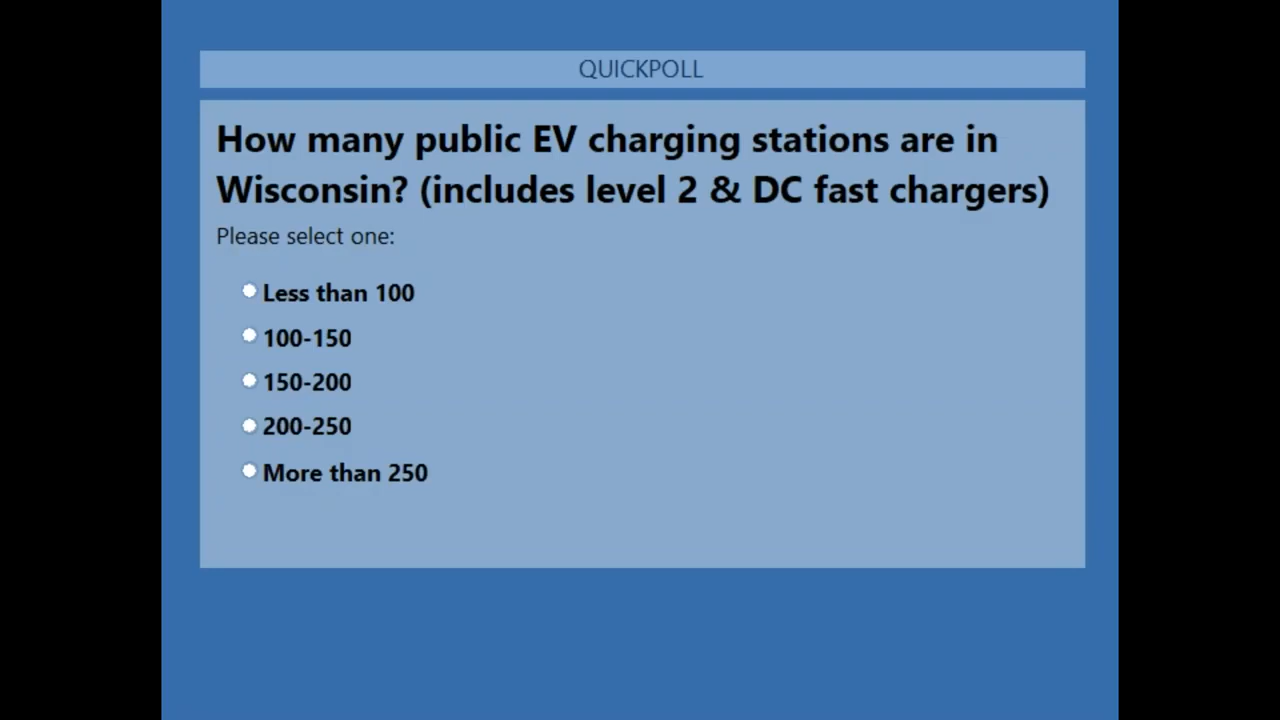 QUICKPOLL
How many public EV charging stations are in
Wisconsin? (includes level 2 & DC fast chargers)
Please select one:
Less than 100
100-150
150-200
200-250
More than 250